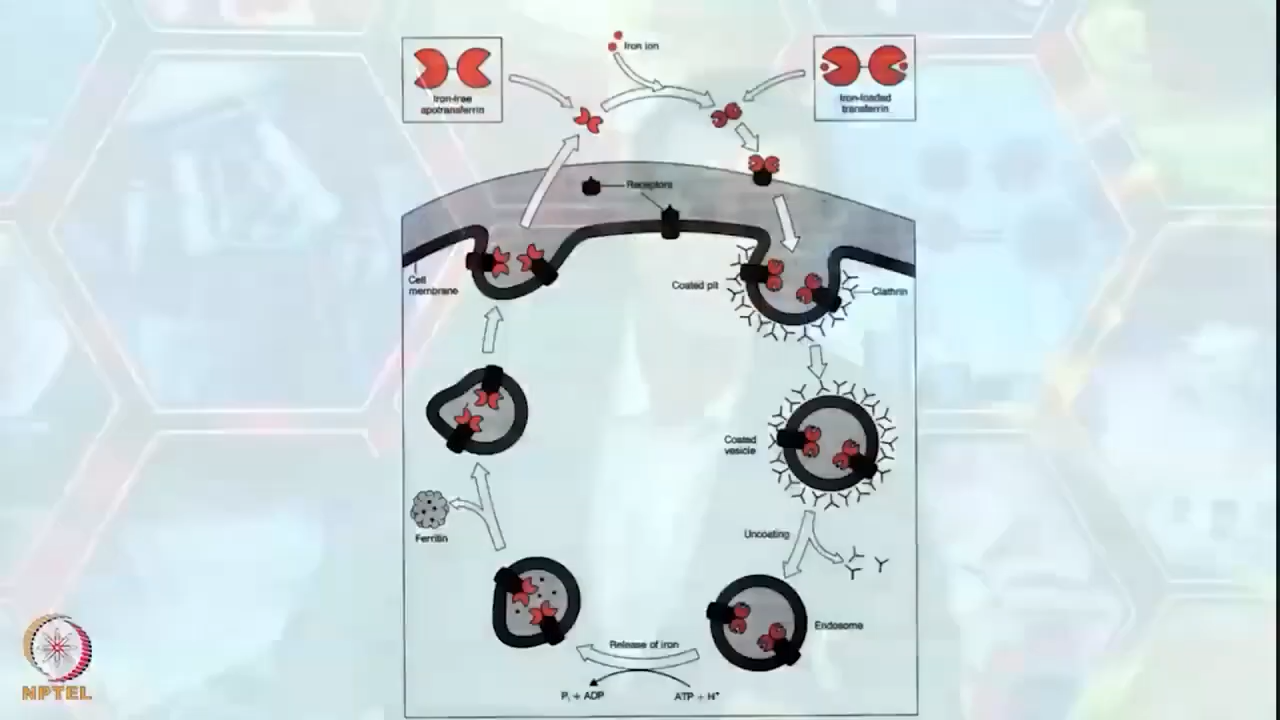 Iron ion
Iron-free
apotransferrin
Iron-loaded
transferrin
Receptors
Cell
membrane
Coated pit
Clathrin
Coated
vesicle
Ferritin
Uncoating
Endosome
Release of iron
Pi + ADP
ATP + H+
NPTEL